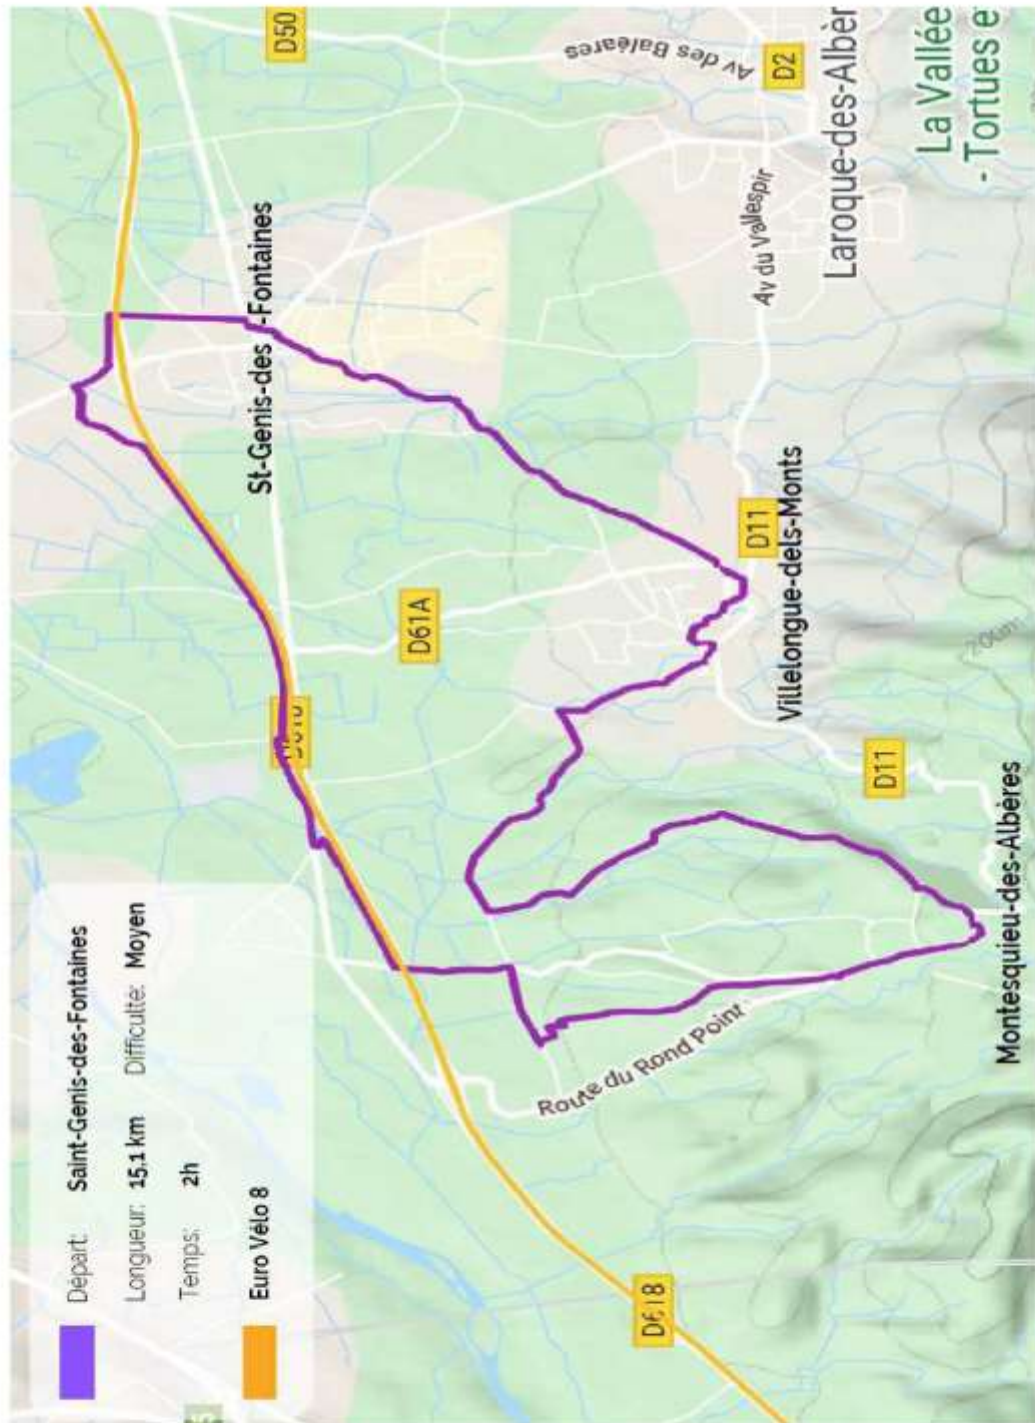 Départ: Saint-Genis-des-Fontaines
Longueur: 15.1 km Difficulté: Moyen
Temps: 2h
Euro Vélo 8
D50
Av des Baléares
D2
Laroque-des-Albèr
La Vallée
- Tortues e
St-Genis-des -Fontaines
Av du Vallespir
D61A
D11
Villelongue-dels-Monts
D11
Montesquieu-des-Albères
Route du Rond Point
D618